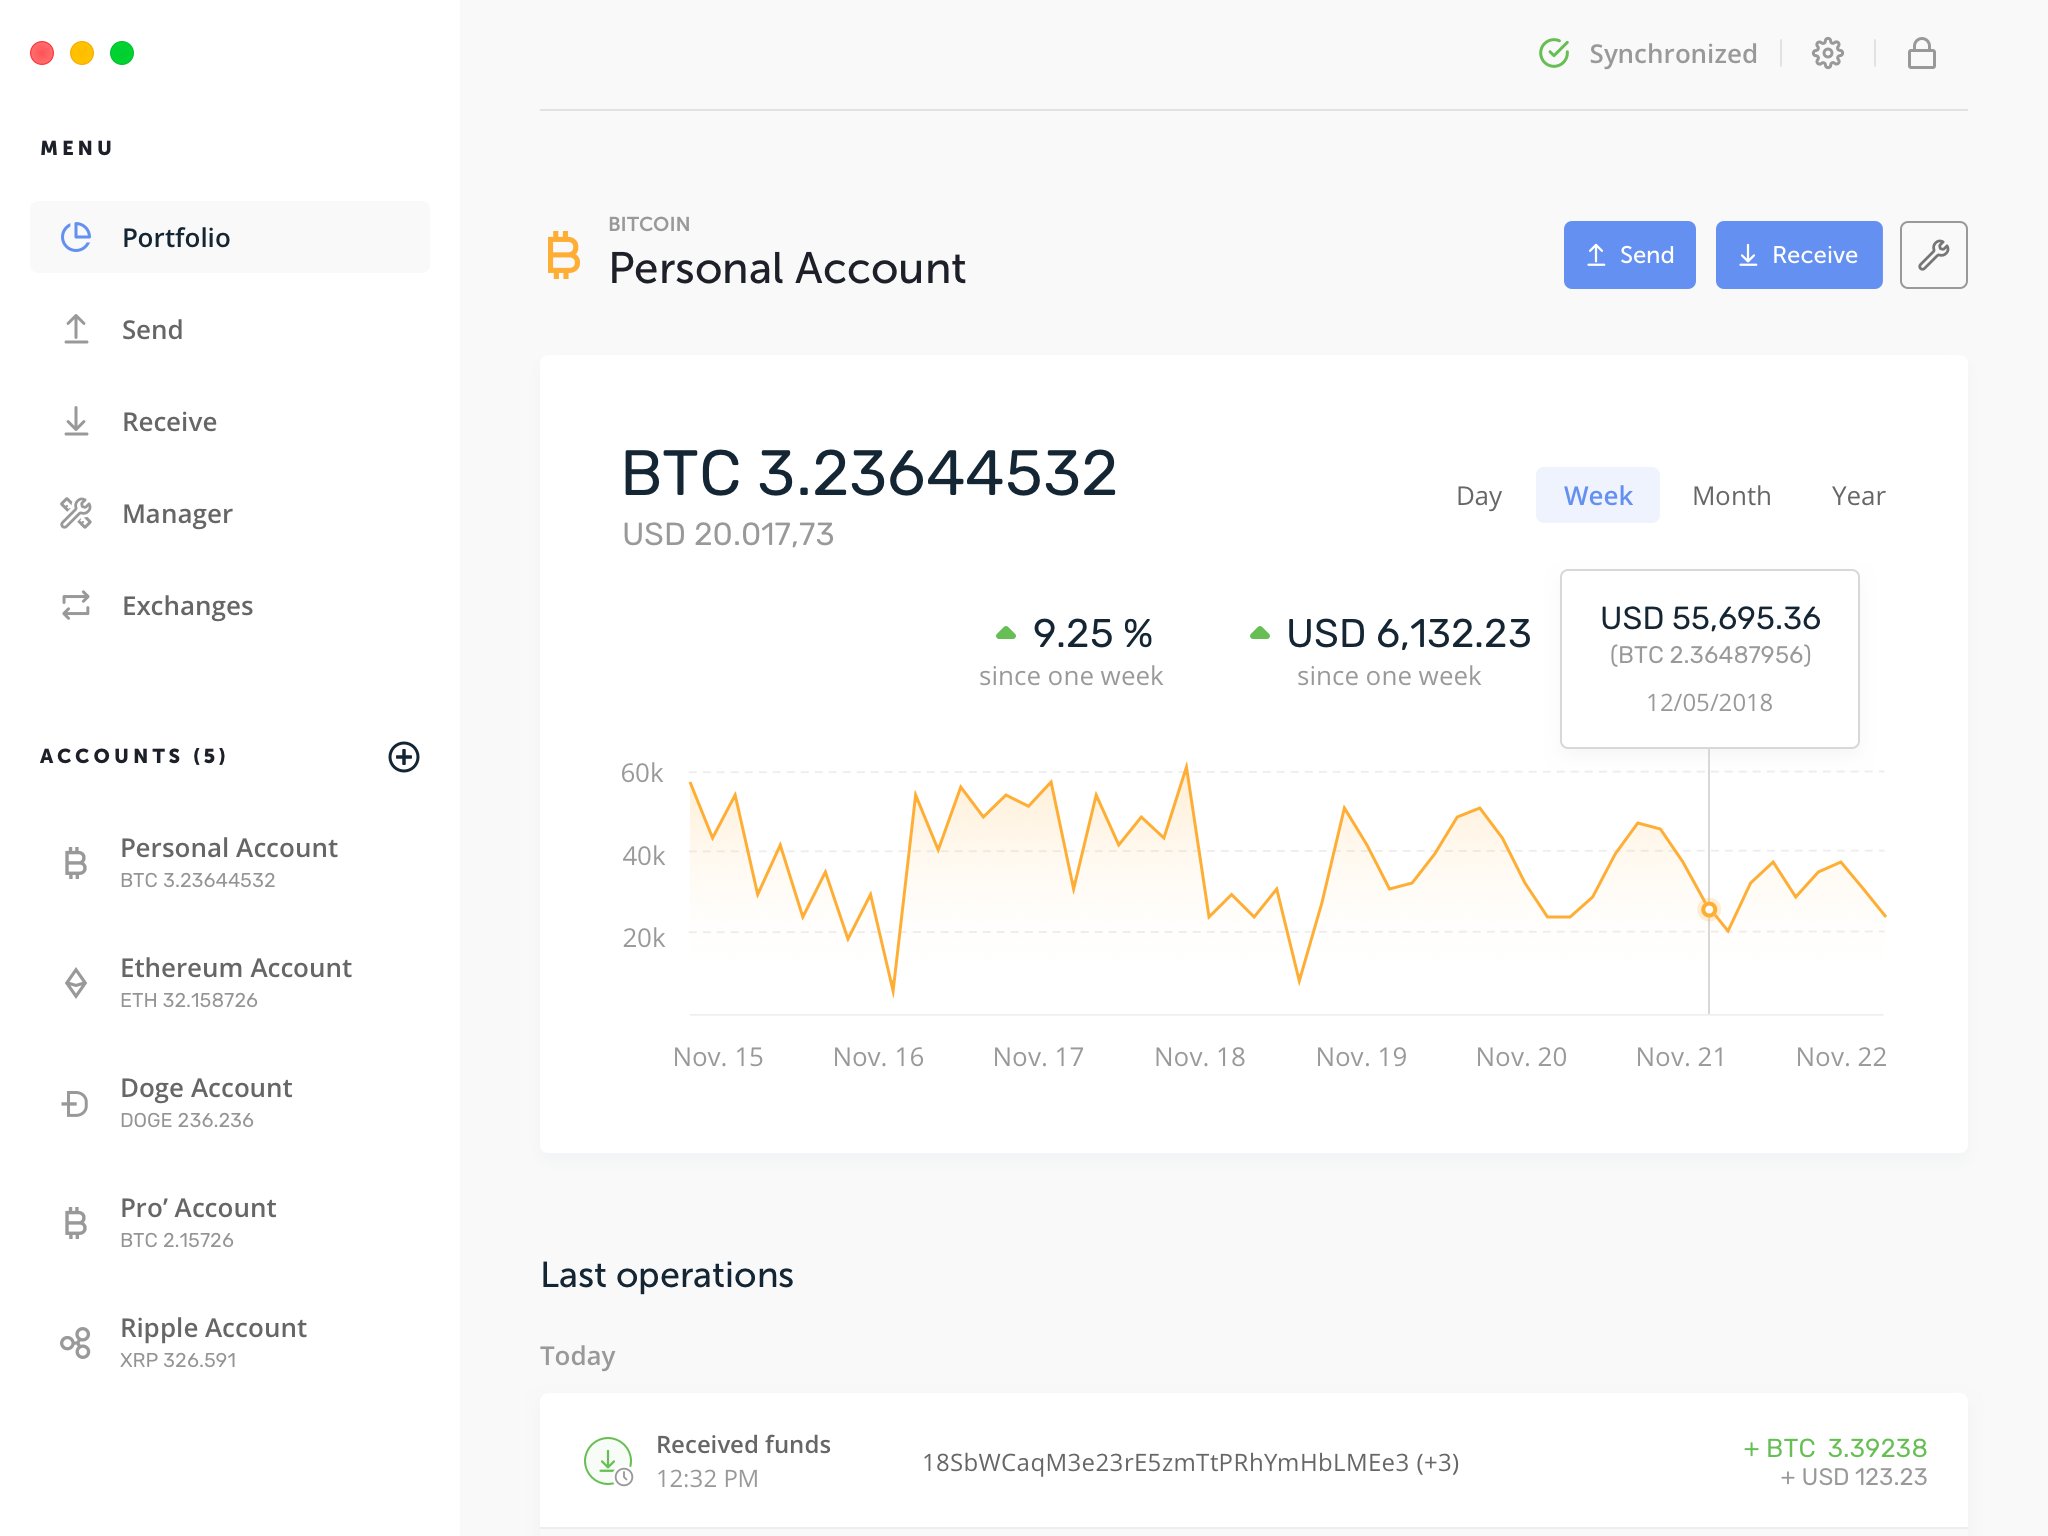 MENU
Portfolio
Send
Receive
Manager
Exchanges
ACCOUNTS (5)
Personal Account
BTC 3.23644532
Ethereum Account
ETH 32.158726
Doge Account
DOGE 236.236
Pro’ Account
BTC 2.15726
Ripple Account
XRP 326.591
Synchronized
BITCOIN
Personal Account
Send
Receive
BTC 3.23644532
USD 20.017,73
Day
Week
Month
Year
9.25 %
since one week
USD 6,132.23
since one week
USD 55,695.36
(BTC 2.36487956)
12/05/2018
60k
40k
20k
Nov. 15
Nov. 16
Nov. 17
Nov. 18
Nov. 19
Nov. 20
Nov. 21
Nov. 22
Last operations
Today
Received funds
12:32 PM
18SbWCaqM3e23rE5zmTtPRhYmHbLMEe3 (+3)
+ BTC 3.39238
+ USD 123.23